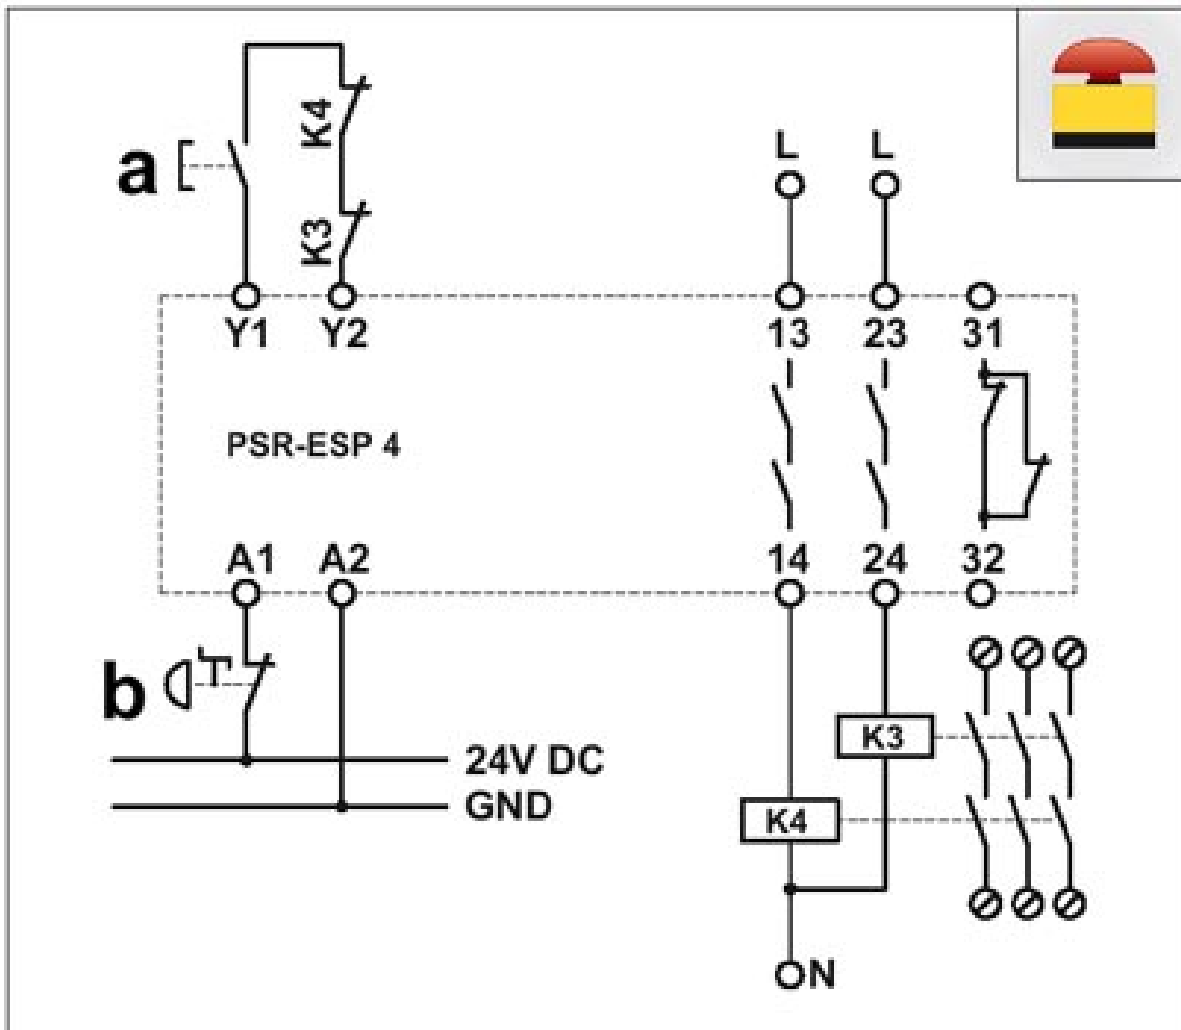 K4
a
K3
L L
Y1 Y2 13 23 31
PSR-ESP 4
A1 A2 14 24 32
b
K3
24V DC
GND
K4
N